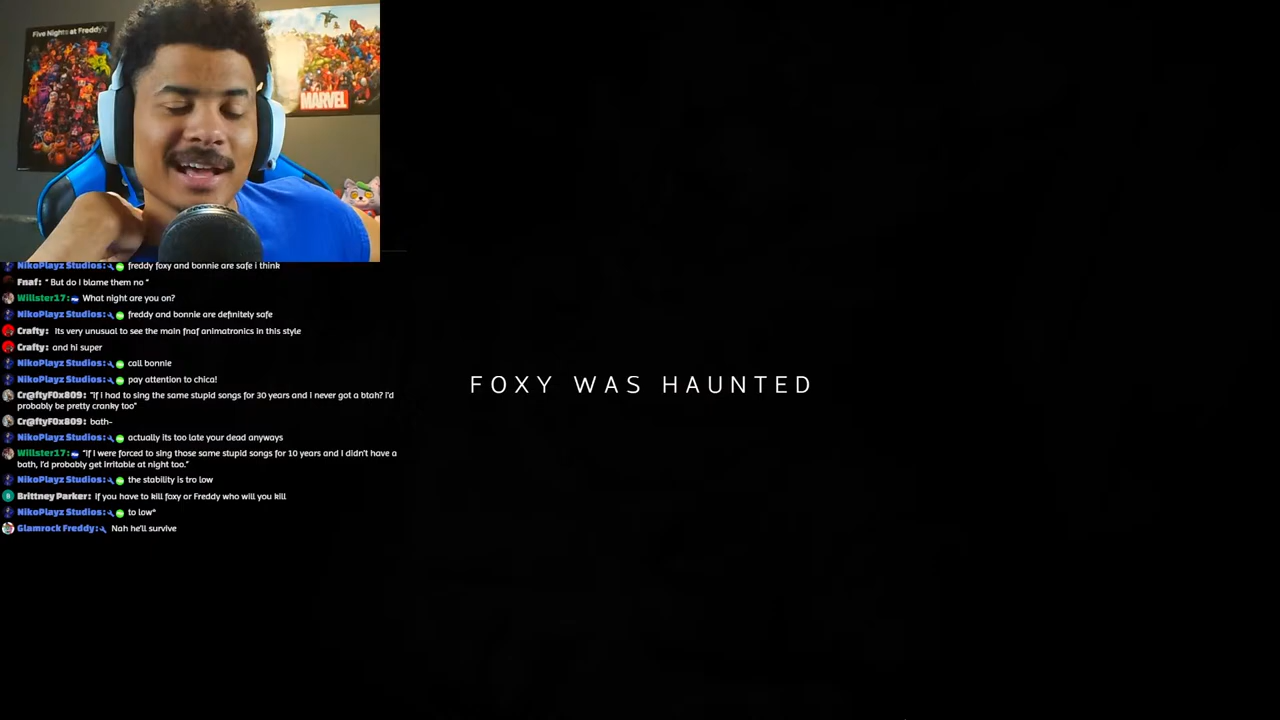 Five Nights at Freddy's
MARVEL
NikoPlayz Studios: freddy foxy and bonnie are safe i think
Fnaf: " But do I blame them no "
Willster17: What night are you on?
NikoPlayz Studios: freddy and bonnie are definitely safe
Crafty: Its very unusual to see the main fnaf animatronics in this style
Crafty: and hi super
NikoPlayz Studios: call bonnie
NikoPlayz Studios: pay attention to chica!
Cr@ftyF0x809: "If i had to sing the same stupid songs for 30 years and i never got a btah? I'd
probably be pretty cranky too"
Cr@ftyF0x809: bath-
NikoPlayz Studios: actually its too late your dead anyways
Willster17: "If I were forced to sing those same stupid songs for 10 years and I didn't have a
bath, I'd probably get irritable at night too."
NikoPlayz Studios: the stability is tro low
Brittney Parker: if you have to kill foxy or Freddy who will you kill
NikoPlayz Studios: to low*
Glamrock Freddy: Nah he'll survive
FOXY WAS HAUNTED